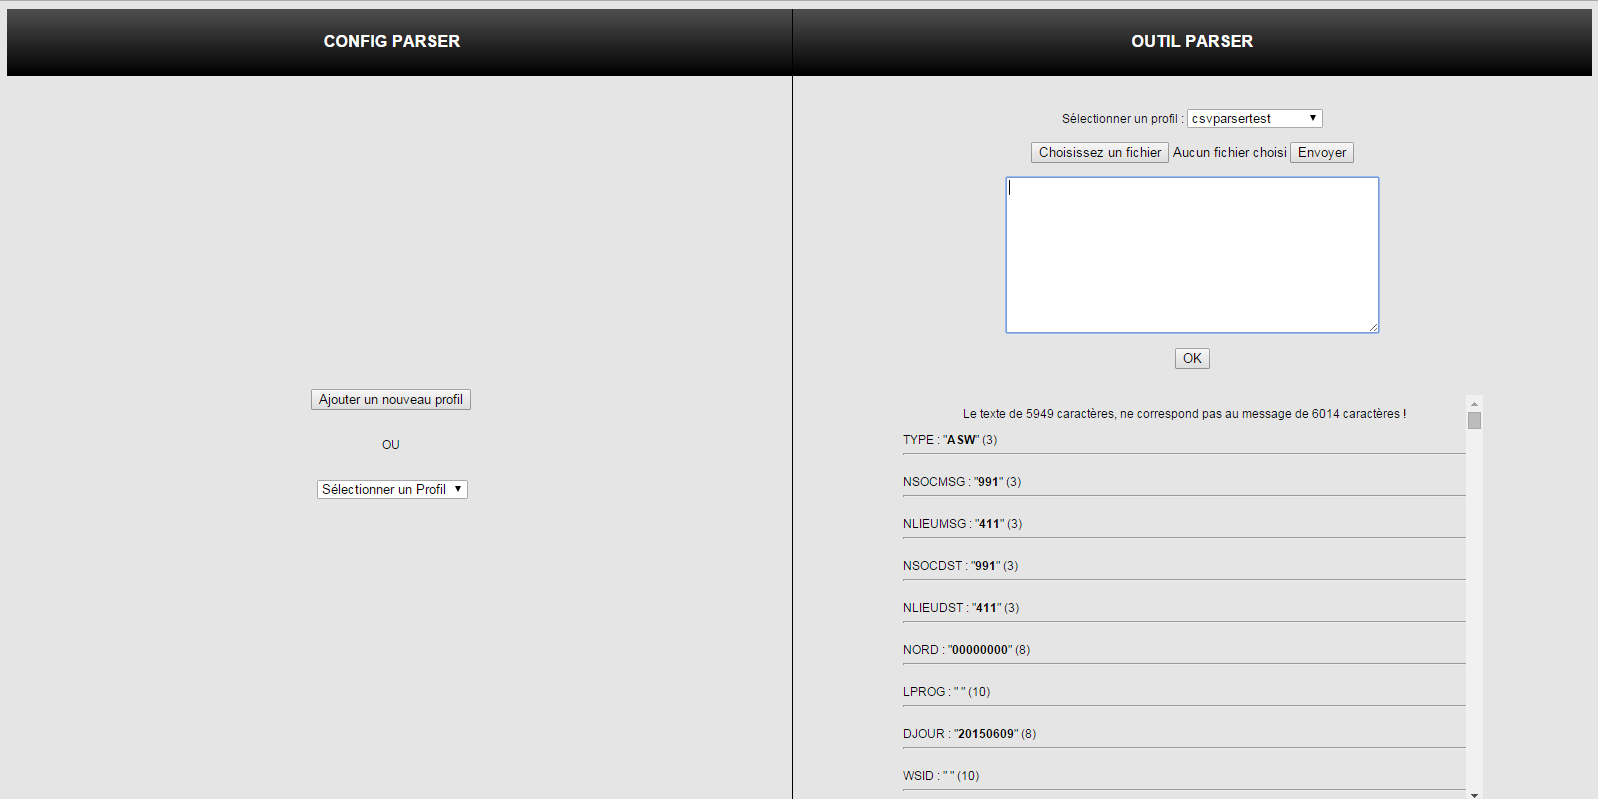 CONFIG PARSER
Ajouter un nouveau profil
OU
Sélectionner un Profil
OUTIL PARSER
Sélectionner un profil : csvparsertest
Choisissez un fichier Aucun fichier choisi Envoyer
OK
Le texte de 5949 caractères, ne correspond pas au message de 6014 caractères !
TYPE : "ASW" (3)
NSOCMSG : "991" (3)
NLIEUMSG : "411" (3)
NSOCDST : "991" (3)
NLIEUDST : "411" (3)
NORD : "00000000" (8)
LPROG : " " (10)
DJOUR : "20150609" (8)
WSID : " " (10)